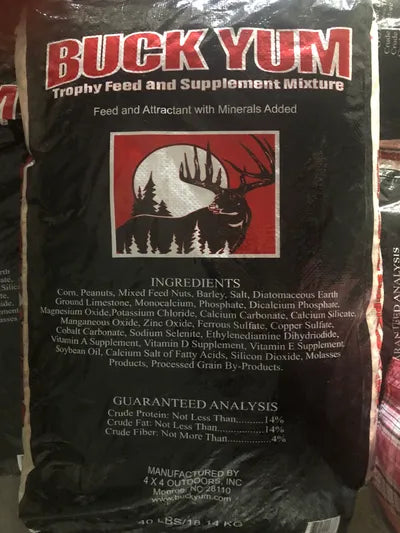 BUCK YUM
Trophy Feed and Supplement Mixture
Feed and Attractant with Minerals Added
INGREDIENTS
Corn, Peanuts, Mixed Feed Nuts, Barley, Salt, Diatomaceous Earth
Ground Limestone, Monocalcium, Phosphate, Dicalcium Phosphate,
Magnesium Oxide,Potassium Chloride, Calcium Carbonate, Calcium Silicate,
Manganeous Oxide, Zinc Oxide, Ferrous Sulfate, Copper Sulfate,
Cobalt Carbonate, Sodium Selenite, Ethylenediamine Dihydriodide,
Vitamin A Supplement, Vitamin D Supplement, Vitamin E Supplement,
Soybean Oil, Calcium Salt of Fatty Acids, Silicon Dioxide, Molasses
Products, Processed Grain By-Products.
GUARANTEED ANALYSIS
Crude Protein: Not Less Than..........14%
Crude Fat: Not Less Than..........14%
Crude Fiber: Not More Than..........4%
MANUFACTURED BY
4 X 4 OUTDOORS, INC
Monroe, NC 28110
www.buckyum.com
40 LBS/18.14 KG